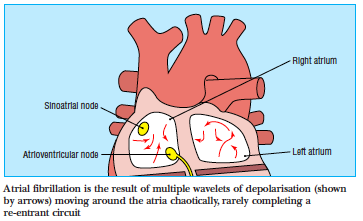 Right atrium
Sinoatrial node
Atrioventricular node
Left atrium
Atrial fibrillation is the result of multiple wavelets of depolarisation (shown
by arrows) moving around the atria chaotically, rarely completing a
re-entrant circuit